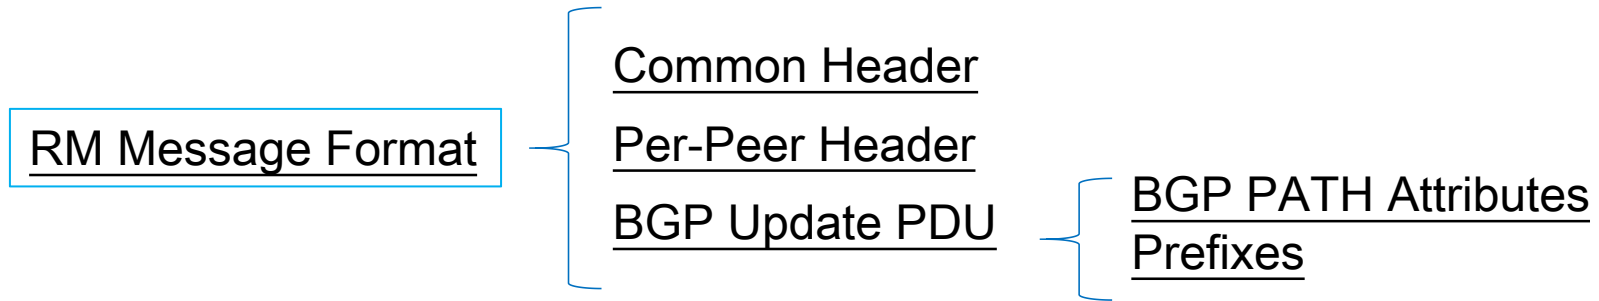 RM Message Format
Common Header
Per-Peer Header
BGP Update PDU
BGP PATH Attributes
Prefixes